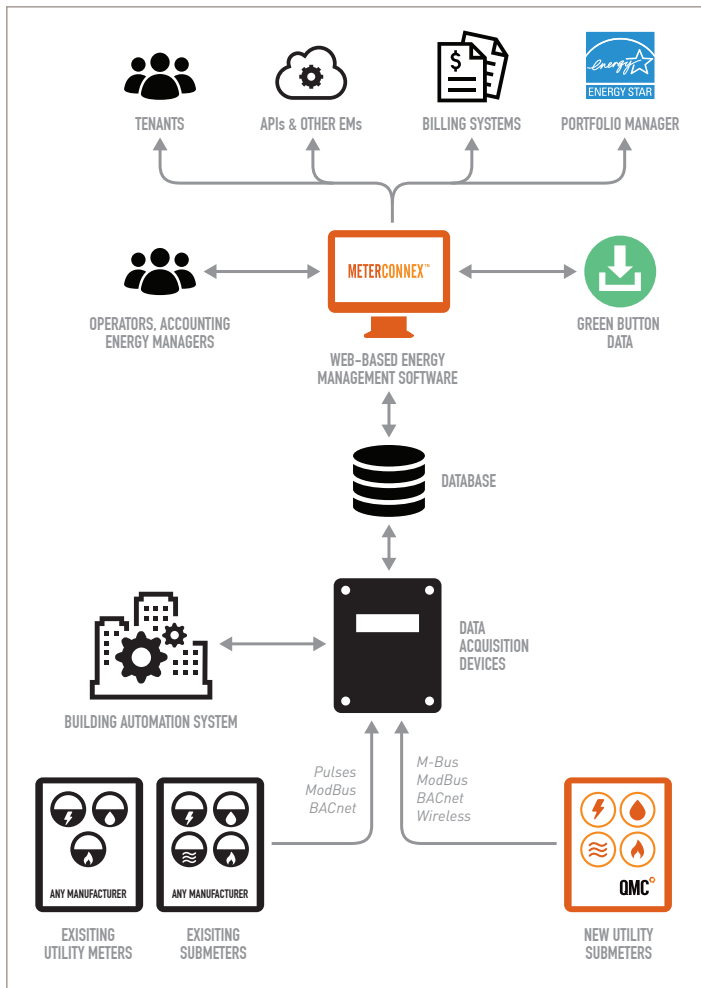 $
energy
ENERGY STAR
TENANTS
APIs & OTHER EMs
BILLING SYSTEMS
PORTFOLIO MANAGER
METERCONNEX™
OPERATORS, ACCOUNTING
ENERGY MANAGERS
GREEN BUTTON
DATA
WEB-BASED ENERGY
MANAGEMENT SOFTWARE
DATABASE
DATA
ACQUISITION
DEVICES
BUILDING AUTOMATION SYSTEM
Pulses
ModBus
BACnet
M-Bus
ModBus
BACnet
Wireless
ANY MANUFACTURER
ANY MANUFACTURER
QMC
EXISITING
UTILITY METERS
EXISITING
SUBMETERS
NEW UTILITY
SUBMETERS